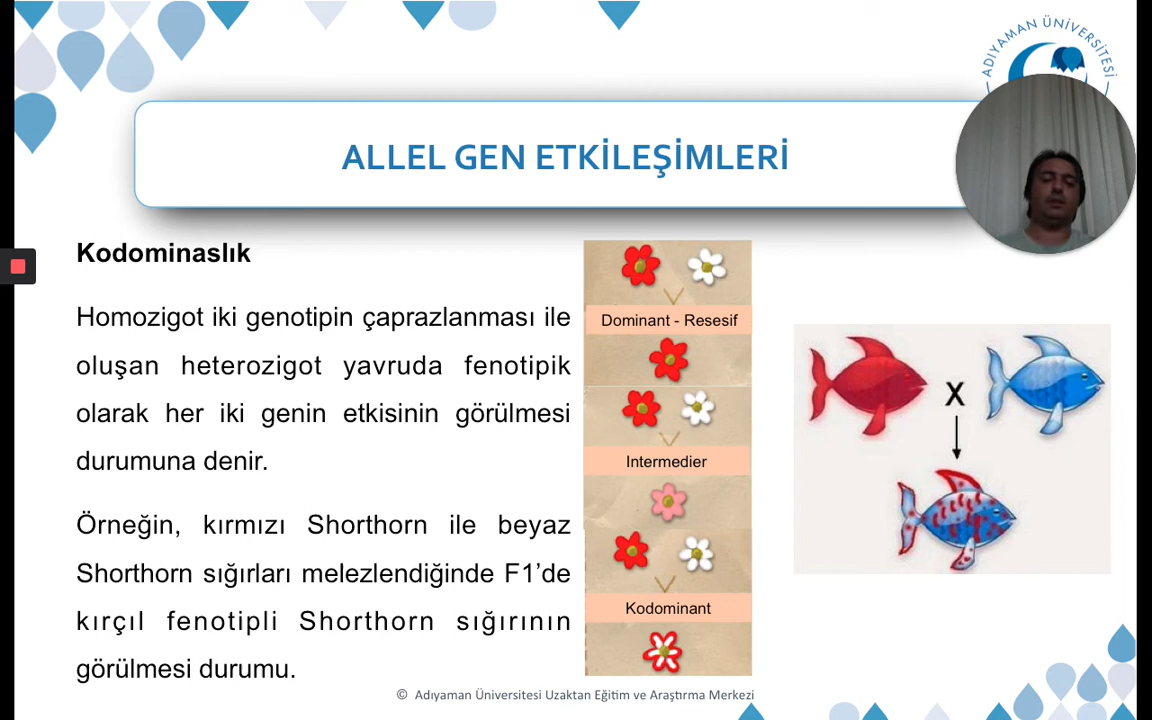 ADIYAMAN ÜNİVERSİTESİ
ALLEL GEN ETKİLEŞİMLERİ
Kodominaslık
Homozigot iki genotipin çaprazlanması ile
oluşan heterozigot yavruda fenotipik
olarak her iki genin etkisinin görülmesi
durumuna denir.
Örneğin, kırmızı Shorthorn ile beyaz
Shorthorn sığırları melezlendiğinde F1’de
kırçıl fenotipli Shorthorn sığırının
görülmesi durumu.
Dominant - Resesif
Intermedier
Kodominant
X
© Adıyaman Üniversitesi Uzaktan Eğitim ve Araştırma Merkezi